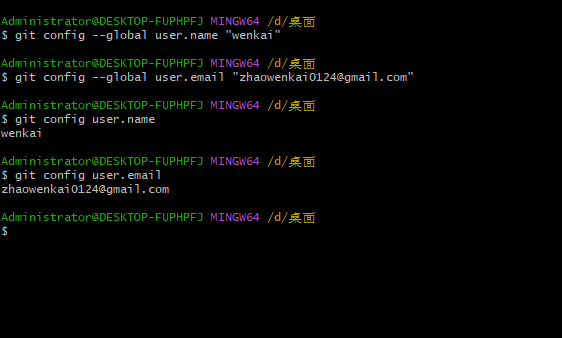 Administrator@DESKTOP-FUPHPFJ MINGW64 /d/桌面
$ git config --global user.name "wenkai"
Administrator@DESKTOP-FUPHPFJ MINGW64 /d/桌面
$ git config --global user.email "zhaowenkai0124@gmail.com"
Administrator@DESKTOP-FUPHPFJ MINGW64 /d/桌面
$ git config user.name
wenkai
Administrator@DESKTOP-FUPHPFJ MINGW64 /d/桌面
$ git config user.email
zhaowenkai0124@gmail.com
Administrator@DESKTOP-FUPHPFJ MINGW64 /d/桌面
$